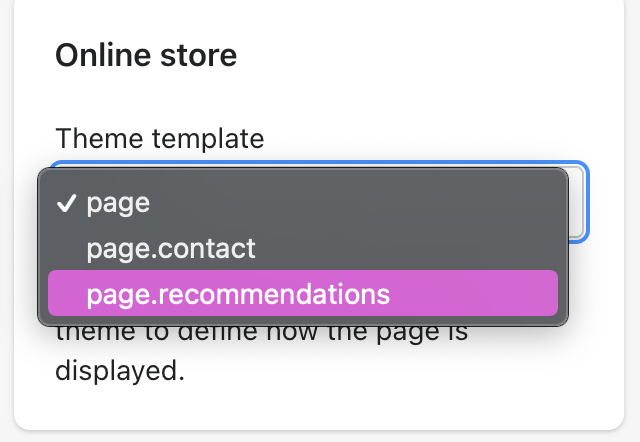 Online store
Theme template
✓ page
page.contact
page.recommendations
theme to define how the page is
displayed.